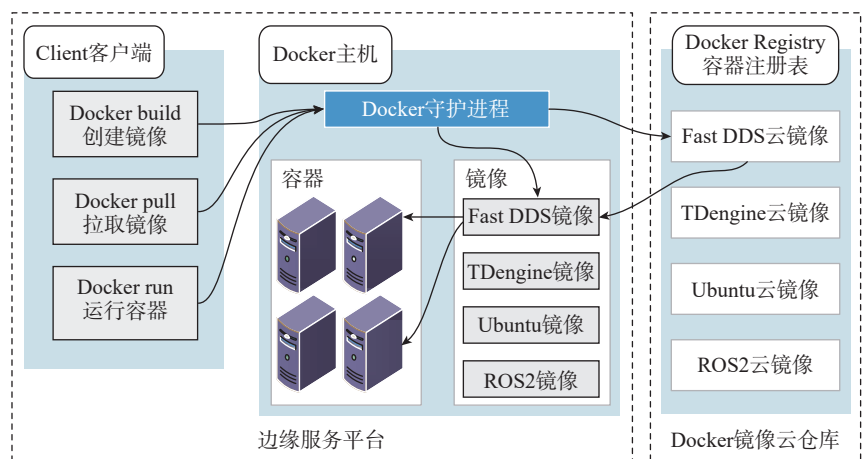 Client客户端
Docker build
创建镜像
Docker pull
拉取镜像
Docker run
运行容器
Docker主机
Docker守护进程
容器
镜像
Fast DDS镜像
TDengine镜像
Ubuntu镜像
ROS2镜像
边缘服务平台
Docker Registry
容器注册表
Fast DDS云镜像
TDengine云镜像
Ubuntu云镜像
ROS2云镜像
Docker镜像云仓库